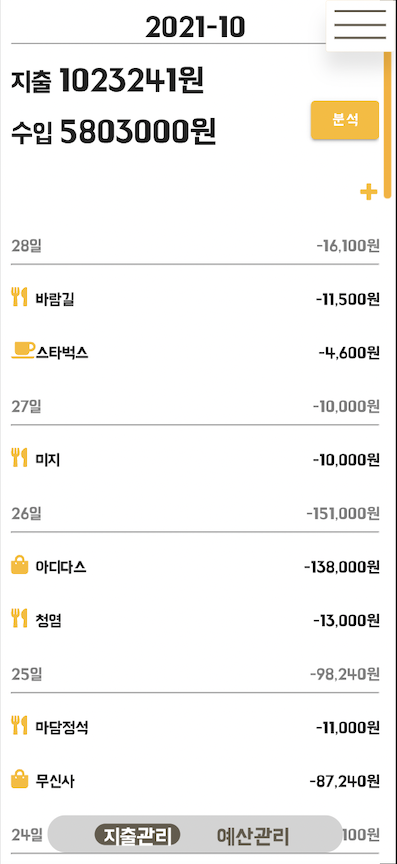 2021-10
지출 1023241원
수입 5803000원
분석
28일 -16,100원
바람길 -11,500원
스타벅스 -4,600원
27일 -10,000원
미지 -10,000원
26일 -151,000원
아디다스 -138,000원
청염 -13,000원
25일 -98,240원
마담정석 -11,000원
무신사 -87,240원
24일 100원
지출관리 예산관리